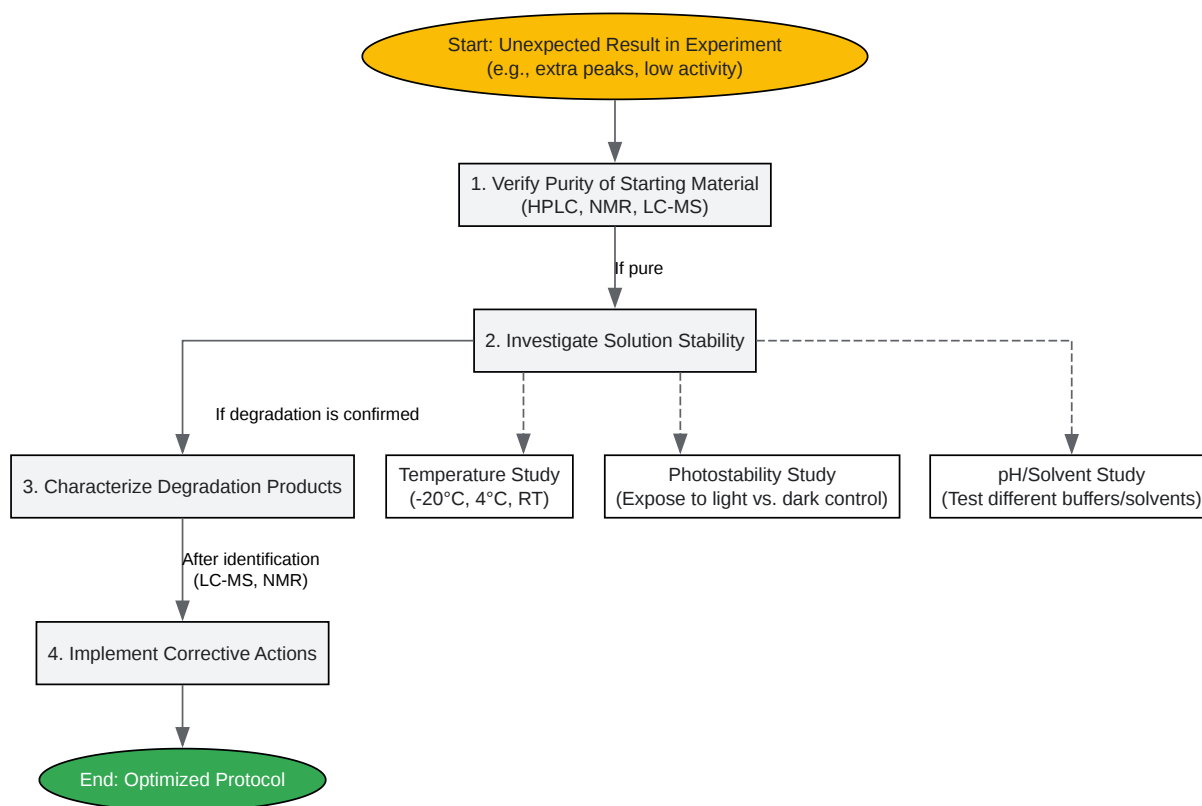 Start: Unexpected Result in Experiment
(e.g., extra peaks, low activity)
1. Verify Purity of Starting Material
(HPLC, NMR, LC-MS)
If pure
2. Investigate Solution Stability
If degradation is confirmed
3. Characterize Degradation Products
Temperature Study
(-20°C, 4°C, RT)
Photostability Study
(Expose to light vs. dark control)
pH/Solvent Study
(Test different buffers/solvents)
After identification
(LC-MS, NMR)
4. Implement Corrective Actions
End: Optimized Protocol